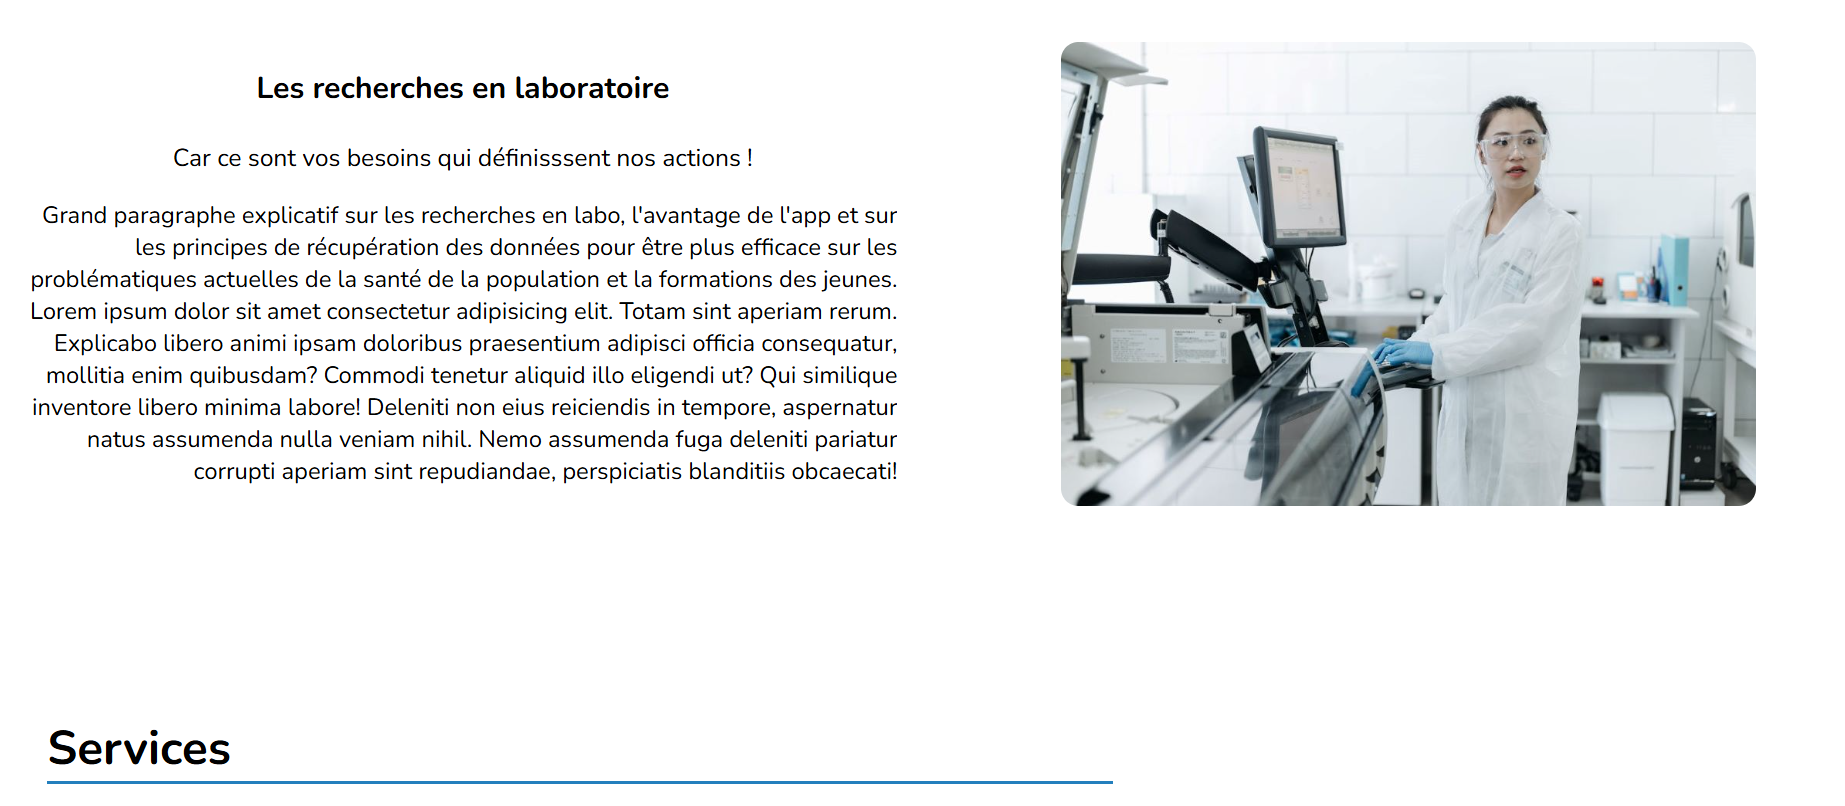 Les recherches en laboratoire
Car ce sont vos besoins qui définisssent nos actions !
Grand paragraphe explicatif sur les recherches en labo, l'avantage de l'app et sur
les principes de récupération des données pour être plus efficace sur les
problématiques actuelles de la santé de la population et la formations des jeunes.
Lorem ipsum dolor sit amet consectetur adipisicing elit. Totam sint aperiam rerum.
Explicabo libero animi ipsam doloribus praesentium adipisci officia consequatur,
mollitia enim quibusdam? Commodi tenetur aliquid illo eligendi ut? Qui similique
inventore libero minima labore! Deleniti non eius reiciendis in tempore, aspernatur
natus assumenda nulla veniam nihil. Nemo assumenda fuga deleniti pariatur
corrupti aperiam sint repudiandae, perspiciatis blanditiis obcaecati!
Services